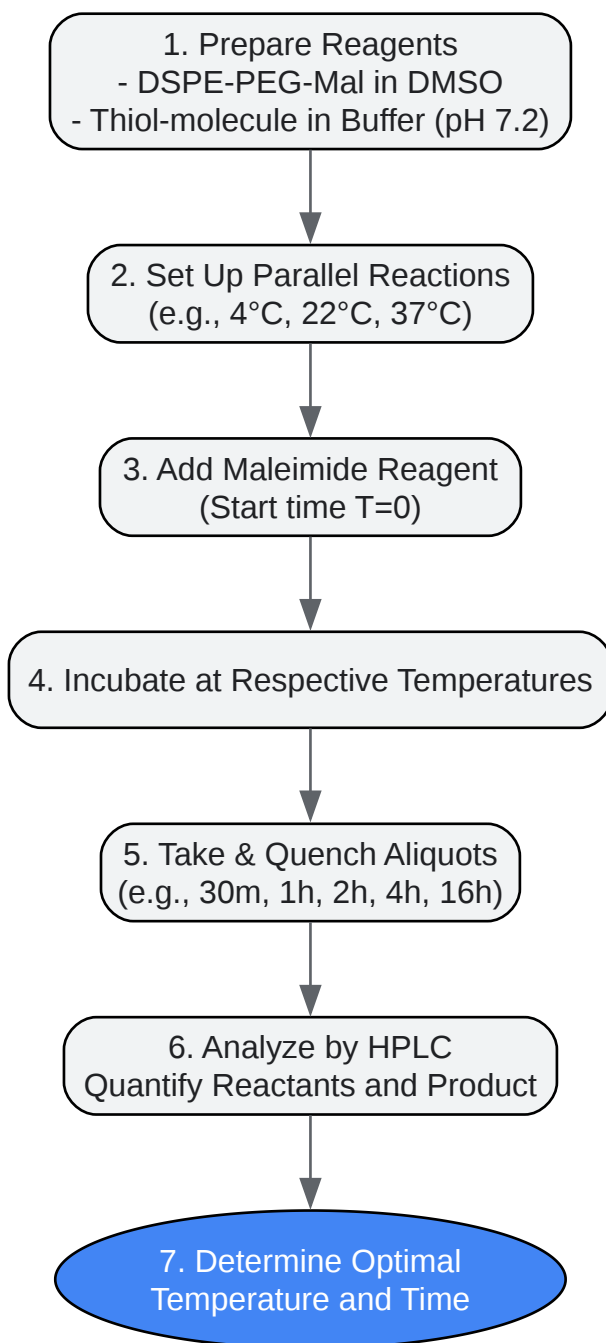 1. Prepare Reagents
- DSPE-PEG-Mal in DMSO
- Thiol-molecule in Buffer (pH 7.2)
2. Set Up Parallel Reactions
(e.g., 4°C, 22°C, 37°C)
3. Add Maleimide Reagent
(Start time T=0)
4. Incubate at Respective Temperatures
5. Take & Quench Aliquots
(e.g., 30m, 1h, 2h, 4h, 16h)
6. Analyze by HPLC
Quantify Reactants and Product
7. Determine Optimal
Temperature and Time